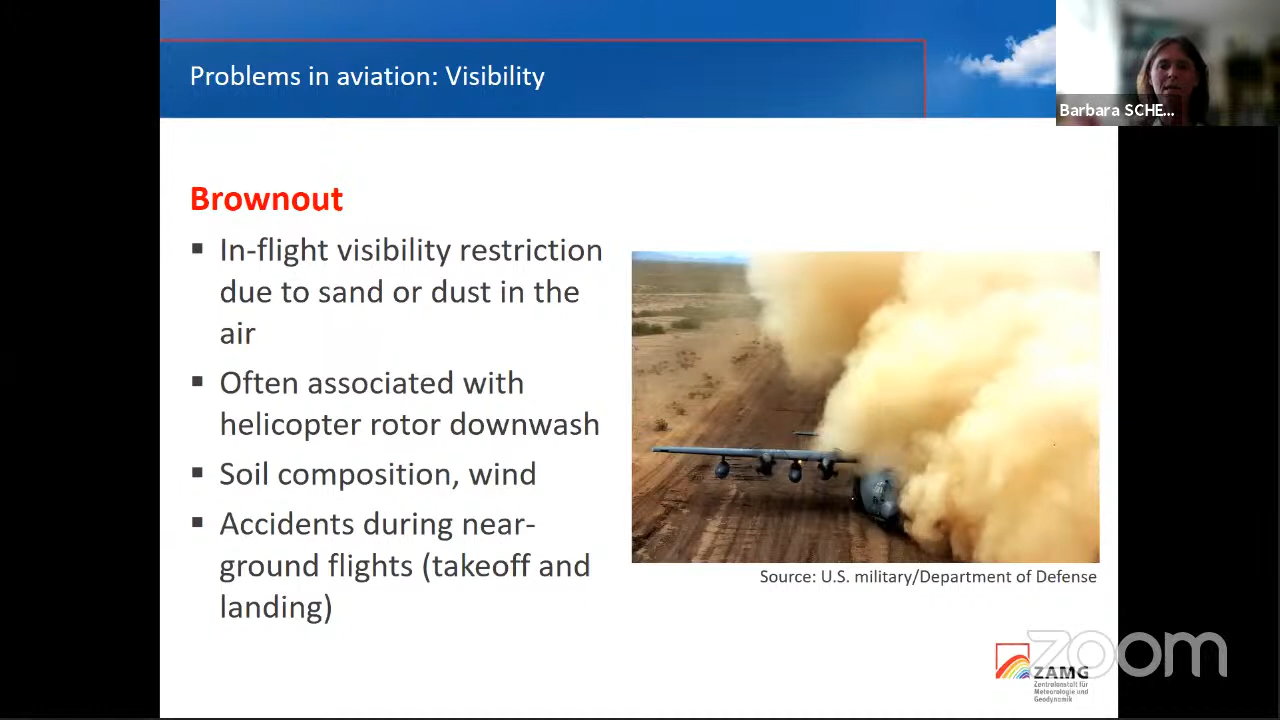 Problems in aviation: Visibility
Barbara SCHE...
Brownout
▪ In-flight visibility restriction
due to sand or dust in the
air
▪ Often associated with
helicopter rotor downwash
▪ Soil composition, wind
▪ Accidents during near-
ground flights (takeoff and
landing)
Source: U.S. military/Department of Defense
zoom
ZAMG
Zentralanstalt für
Meteorologie und
Geodynamik